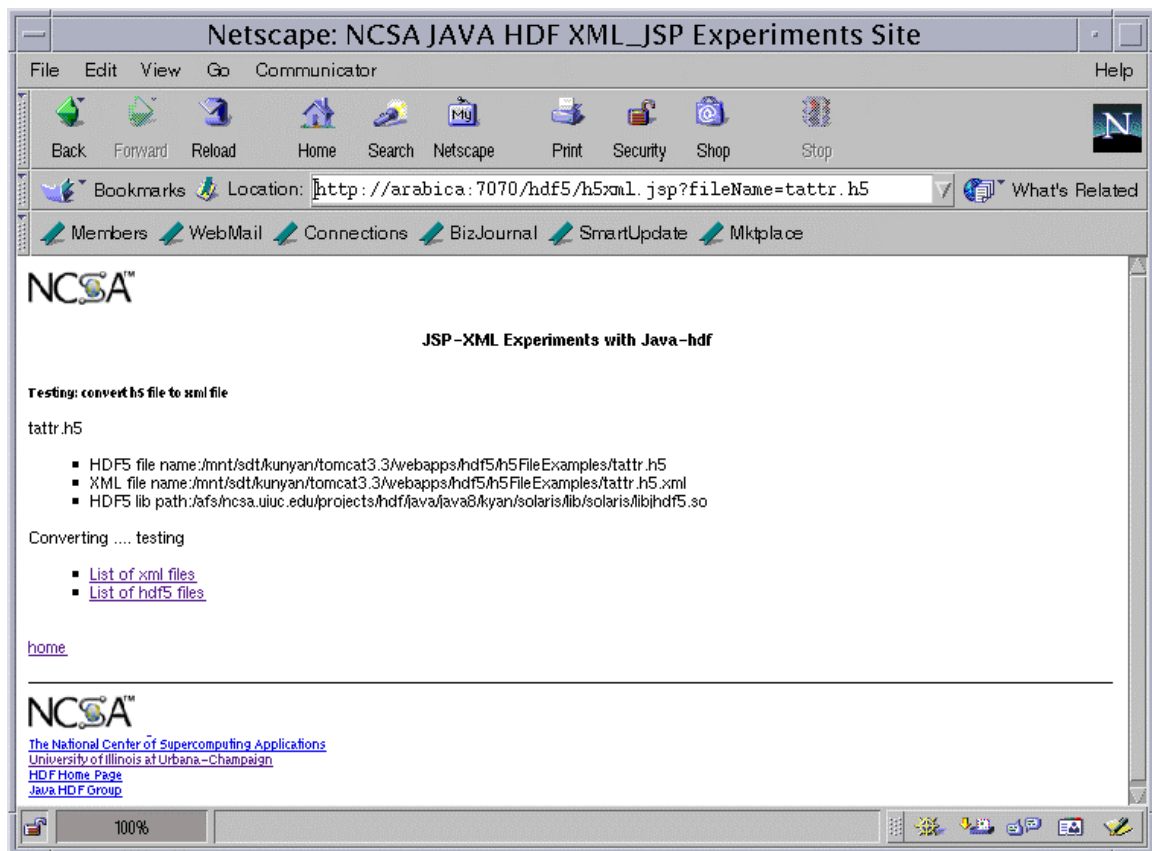 Netscape: NCSA JAVA HDF XML_JSP Experiments Site
File Edit View Go Communicator Help
Back Forward Reload Home Search Netscape Print Security Shop Stop
My
N
Bookmarks Location: http://arabica:7070/hdf5/h5xml.jsp?fileName=tattr.h5 What's Related
Members WebMail Connections BizJournal SmartUpdate Mktplace
NCSA™
JSP-XML Experiments with Java-hdf
Testing: convert h5 file to xml file
tattr.h5
HDF5 file name:/mnt/sdt/kunyan/tomcat3.3/webapps/hdf5/h5FileExamples/tattr.h5
XML file name:/mnt/sdt/kunyan/tomcat3.3/webapps/hdf5/h5FileExamples/tattr.h5.xml
HDF5 lib path:/afs/ncsa.uiuc.edu/projects/hdf/java/java8/kyan/solaris/lib/solaris/libjhdf5.so
Converting .... testing
List of xml files
List of hdf5 files
home
NCSA™
The National Center of Supercomputing Applications
University of Illinois at Urbana-Champaign
HDF Home Page
Java HDF Group
100%